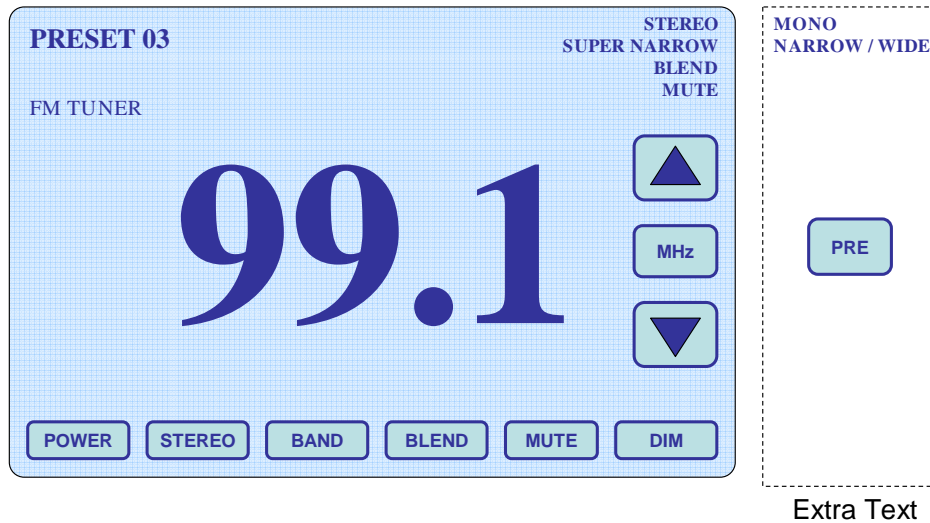 PRESET 03
STEREO
SUPER NARROW
BLEND
MUTE
FM TUNER
99.1
MHz
POWER
STEREO
BAND
BLEND
MUTE
DIM
MONO
NARROW / WIDE
PRE
Extra Text